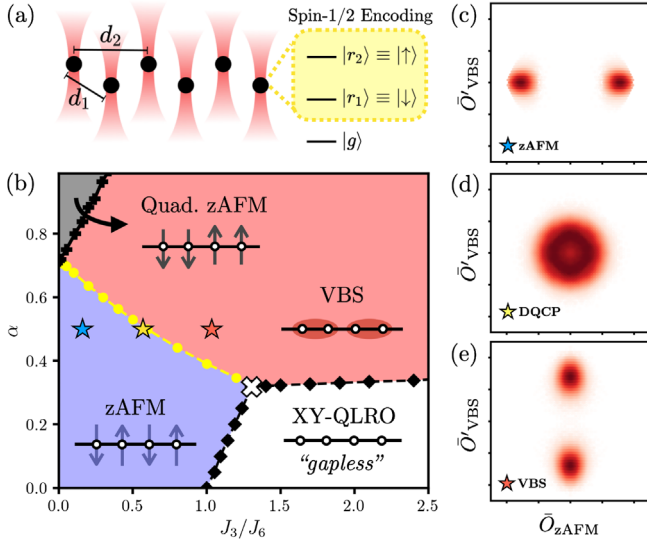 (a)
d₂
d₁
Spin-1/2 Encoding
|r₂⟩ ≡ |↑⟩
|r₁⟩ ≡ |↓⟩
|g⟩
(b)
α
0.8
0.6
0.4
0.2
0.0
Quad. zAFM
VBS
zAFM
XY-QLRO
“gapless”
0.0 0.5 1.0 1.5 2.0 2.5
J₃/J₆
(c)
Ō′VBS
zAFM
(d)
Ō′VBS
DQCP
(e)
Ō′VBS
VBS
ŌzAFM